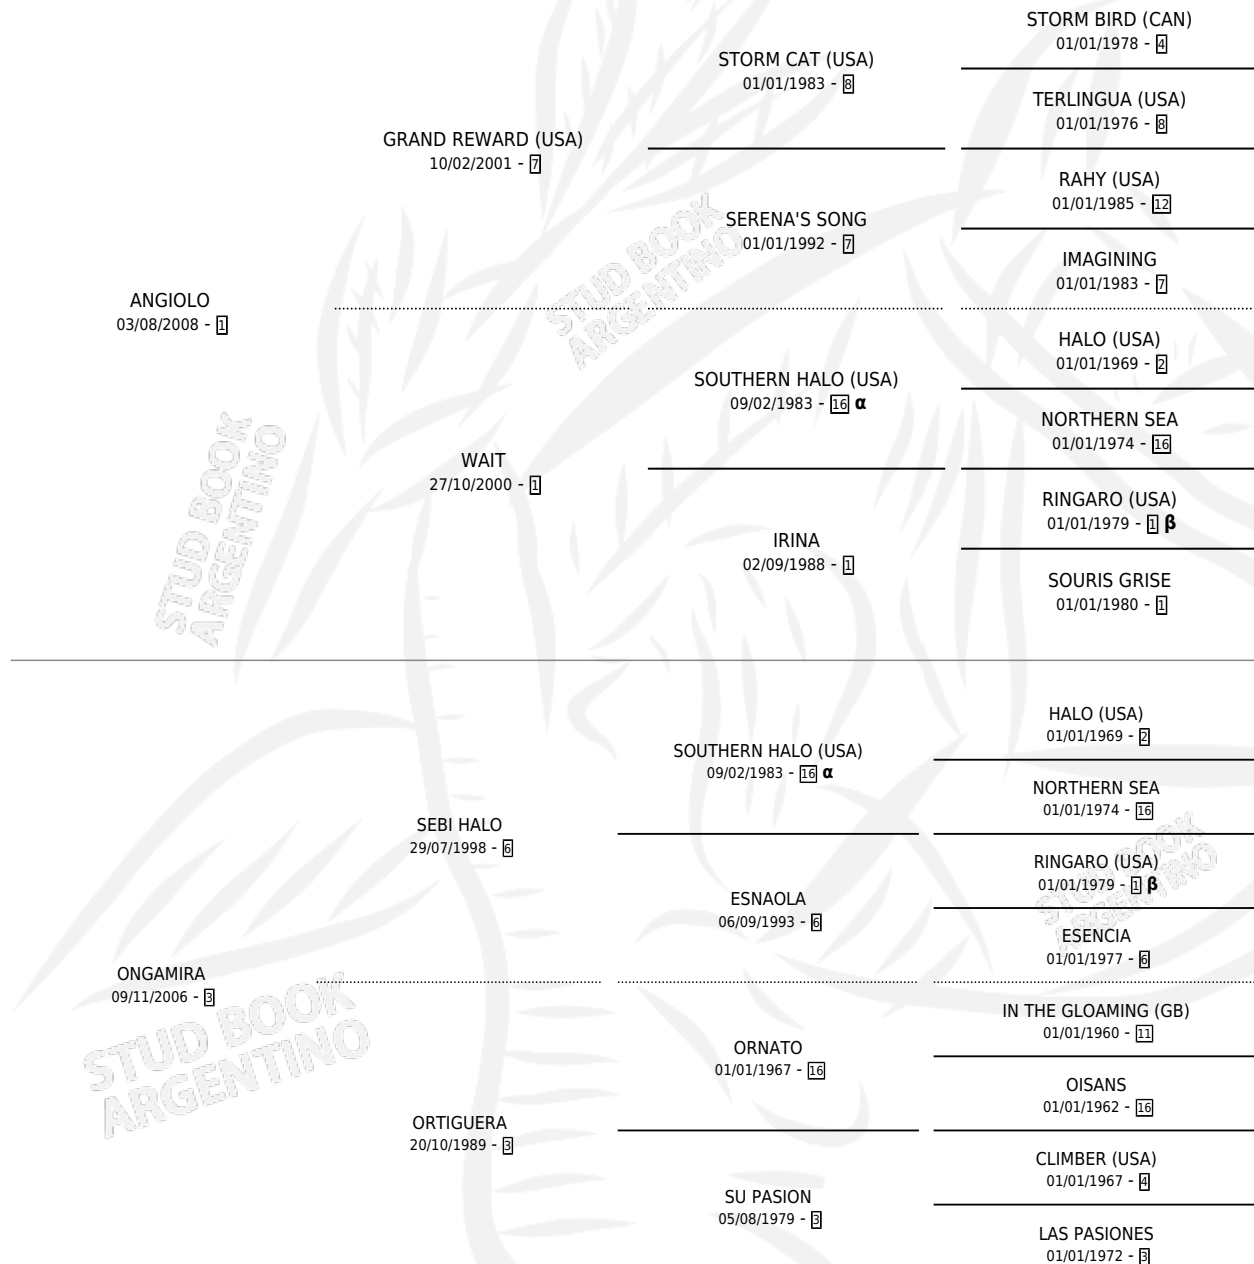 STORM BIRD (CAN)
01/01/1978 - 4
STORM CAT (USA)
01/01/1983 - 8
TERLINGUA (USA)
01/01/1976 - 8
GRAND REWARD (USA)
10/02/2001 - 7
RAHY (USA)
01/01/1985 - 12
SERENA'S SONG
01/01/1992 - 7
IMAGINING
01/01/1983 - 7
ANGIOLO
03/08/2008 - 1
HALO (USA)
01/01/1969 - 2
SOUTHERN HALO (USA)
09/02/1983 - 16 α
NORTHERN SEA
01/01/1974 - 16
WAIT
27/10/2000 - 1
RINGARO (USA)
01/01/1979 - 1 β
IRINA
02/09/1988 - 1
SOURIS GRISE
01/01/1980 - 1
STUD BOOK
ARGENTINO
STUD BOOK
ARGENTINO
HALO (USA)
01/01/1969 - 2
SOUTHERN HALO (USA)
09/02/1983 - 16 α
NORTHERN SEA
01/01/1974 - 16
SEBI HALO
29/07/1998 - 6
RINGARO (USA)
01/01/1979 - 1 β
ESNAOLA
06/09/1993 - 6
ESENCIA
01/01/1977 - 6
ONGAMIRA
09/11/2006 - 3
IN THE GLOAMING (GB)
01/01/1960 - 11
ORNATO
01/01/1967 - 16
OISANS
01/01/1962 - 16
ORTIGUERA
20/10/1989 - 3
CLIMBER (USA)
01/01/1967 - 4
SU PASION
05/08/1979 - 3
LAS PASIONES
01/01/1972 - 3
STUD BOOK
ARGENTINO
STUD BOOK
ARGENTINO